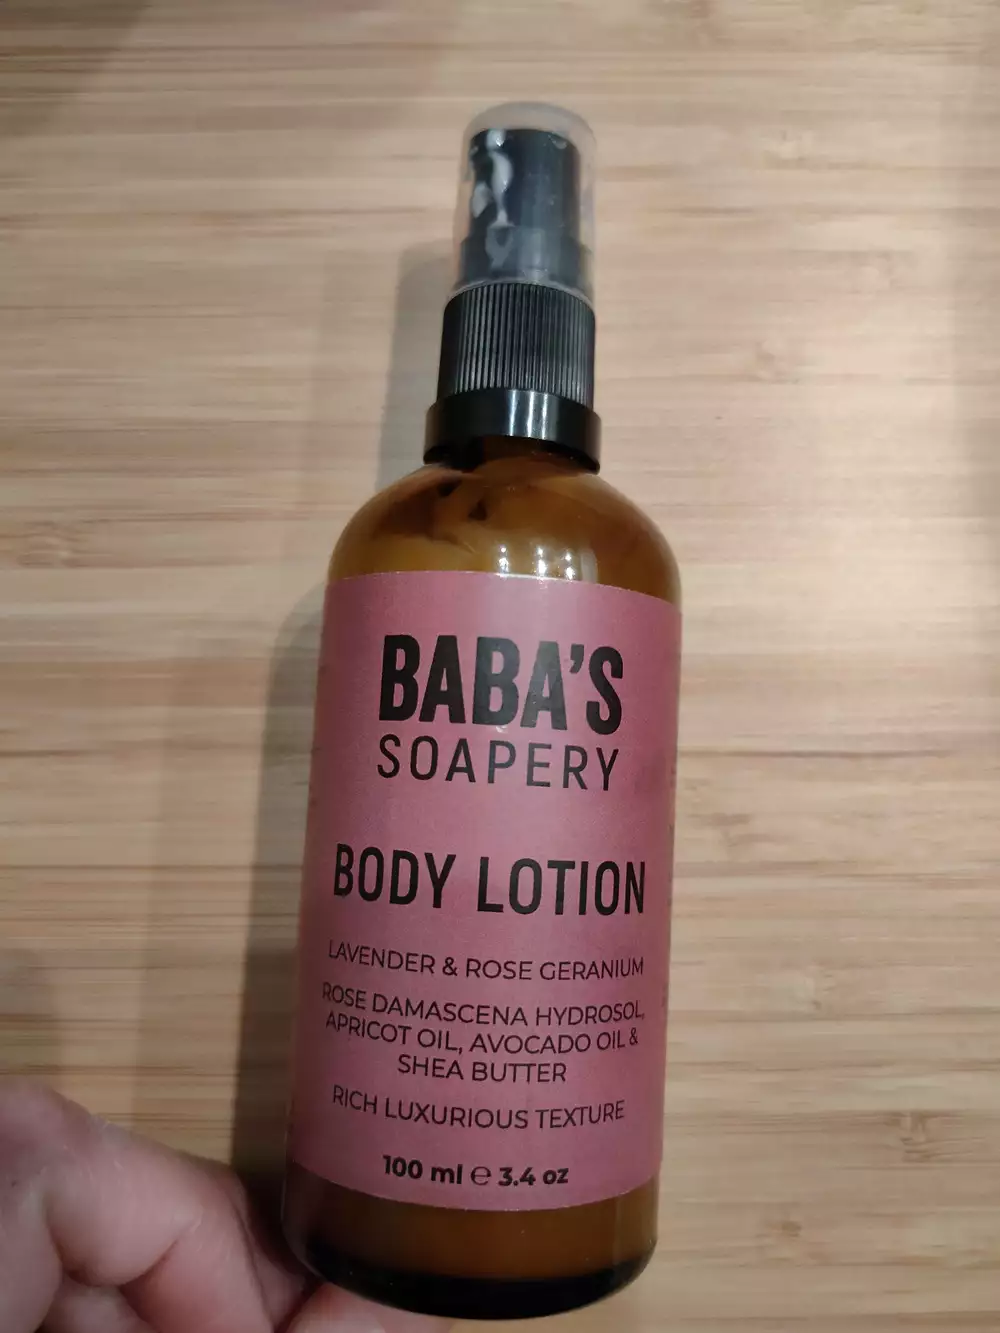 BABA'S
SOAPERY
BODY LOTION
LAVENDER & ROSE GERANIUM
ROSE DAMASCENA HYDROSOL,
APRICOT OIL, AVOCADO OIL &
SHEA BUTTER
RICH LUXURIOUS TEXTURE
100 ml ℮ 3.4 oz